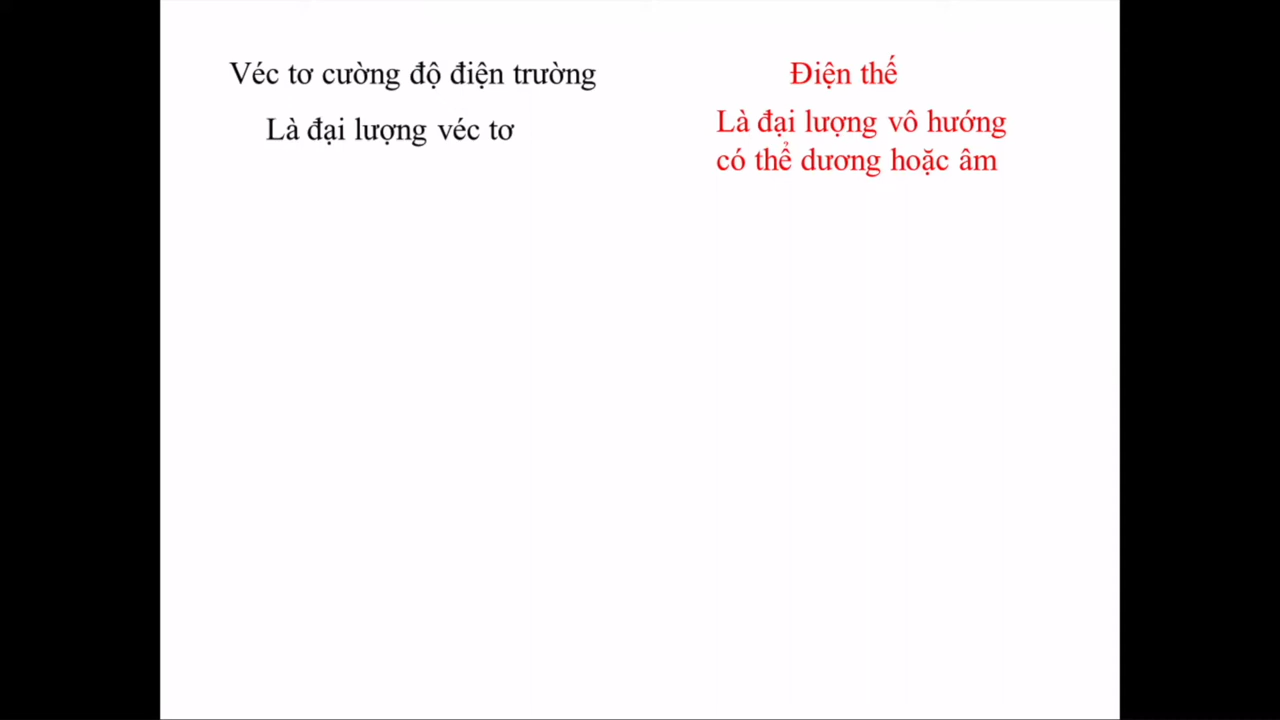 Véc tơ cường độ điện trường
Là đại lượng véc tơ
Điện thế
Là đại lượng vô hướng
có thể dương hoặc âm